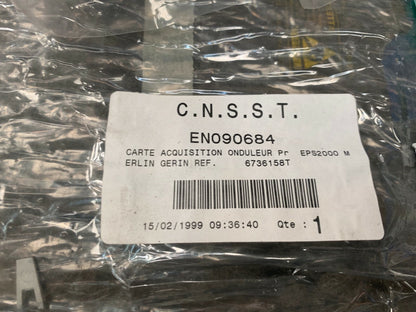 C.N.S.S.T.
EN090684
CARTE ACQUISITION ONDULEUR Pr EPS2000 M
ERLIN GERIN REF. 6736158T
15/02/1999 09:36:40 Qte : 1